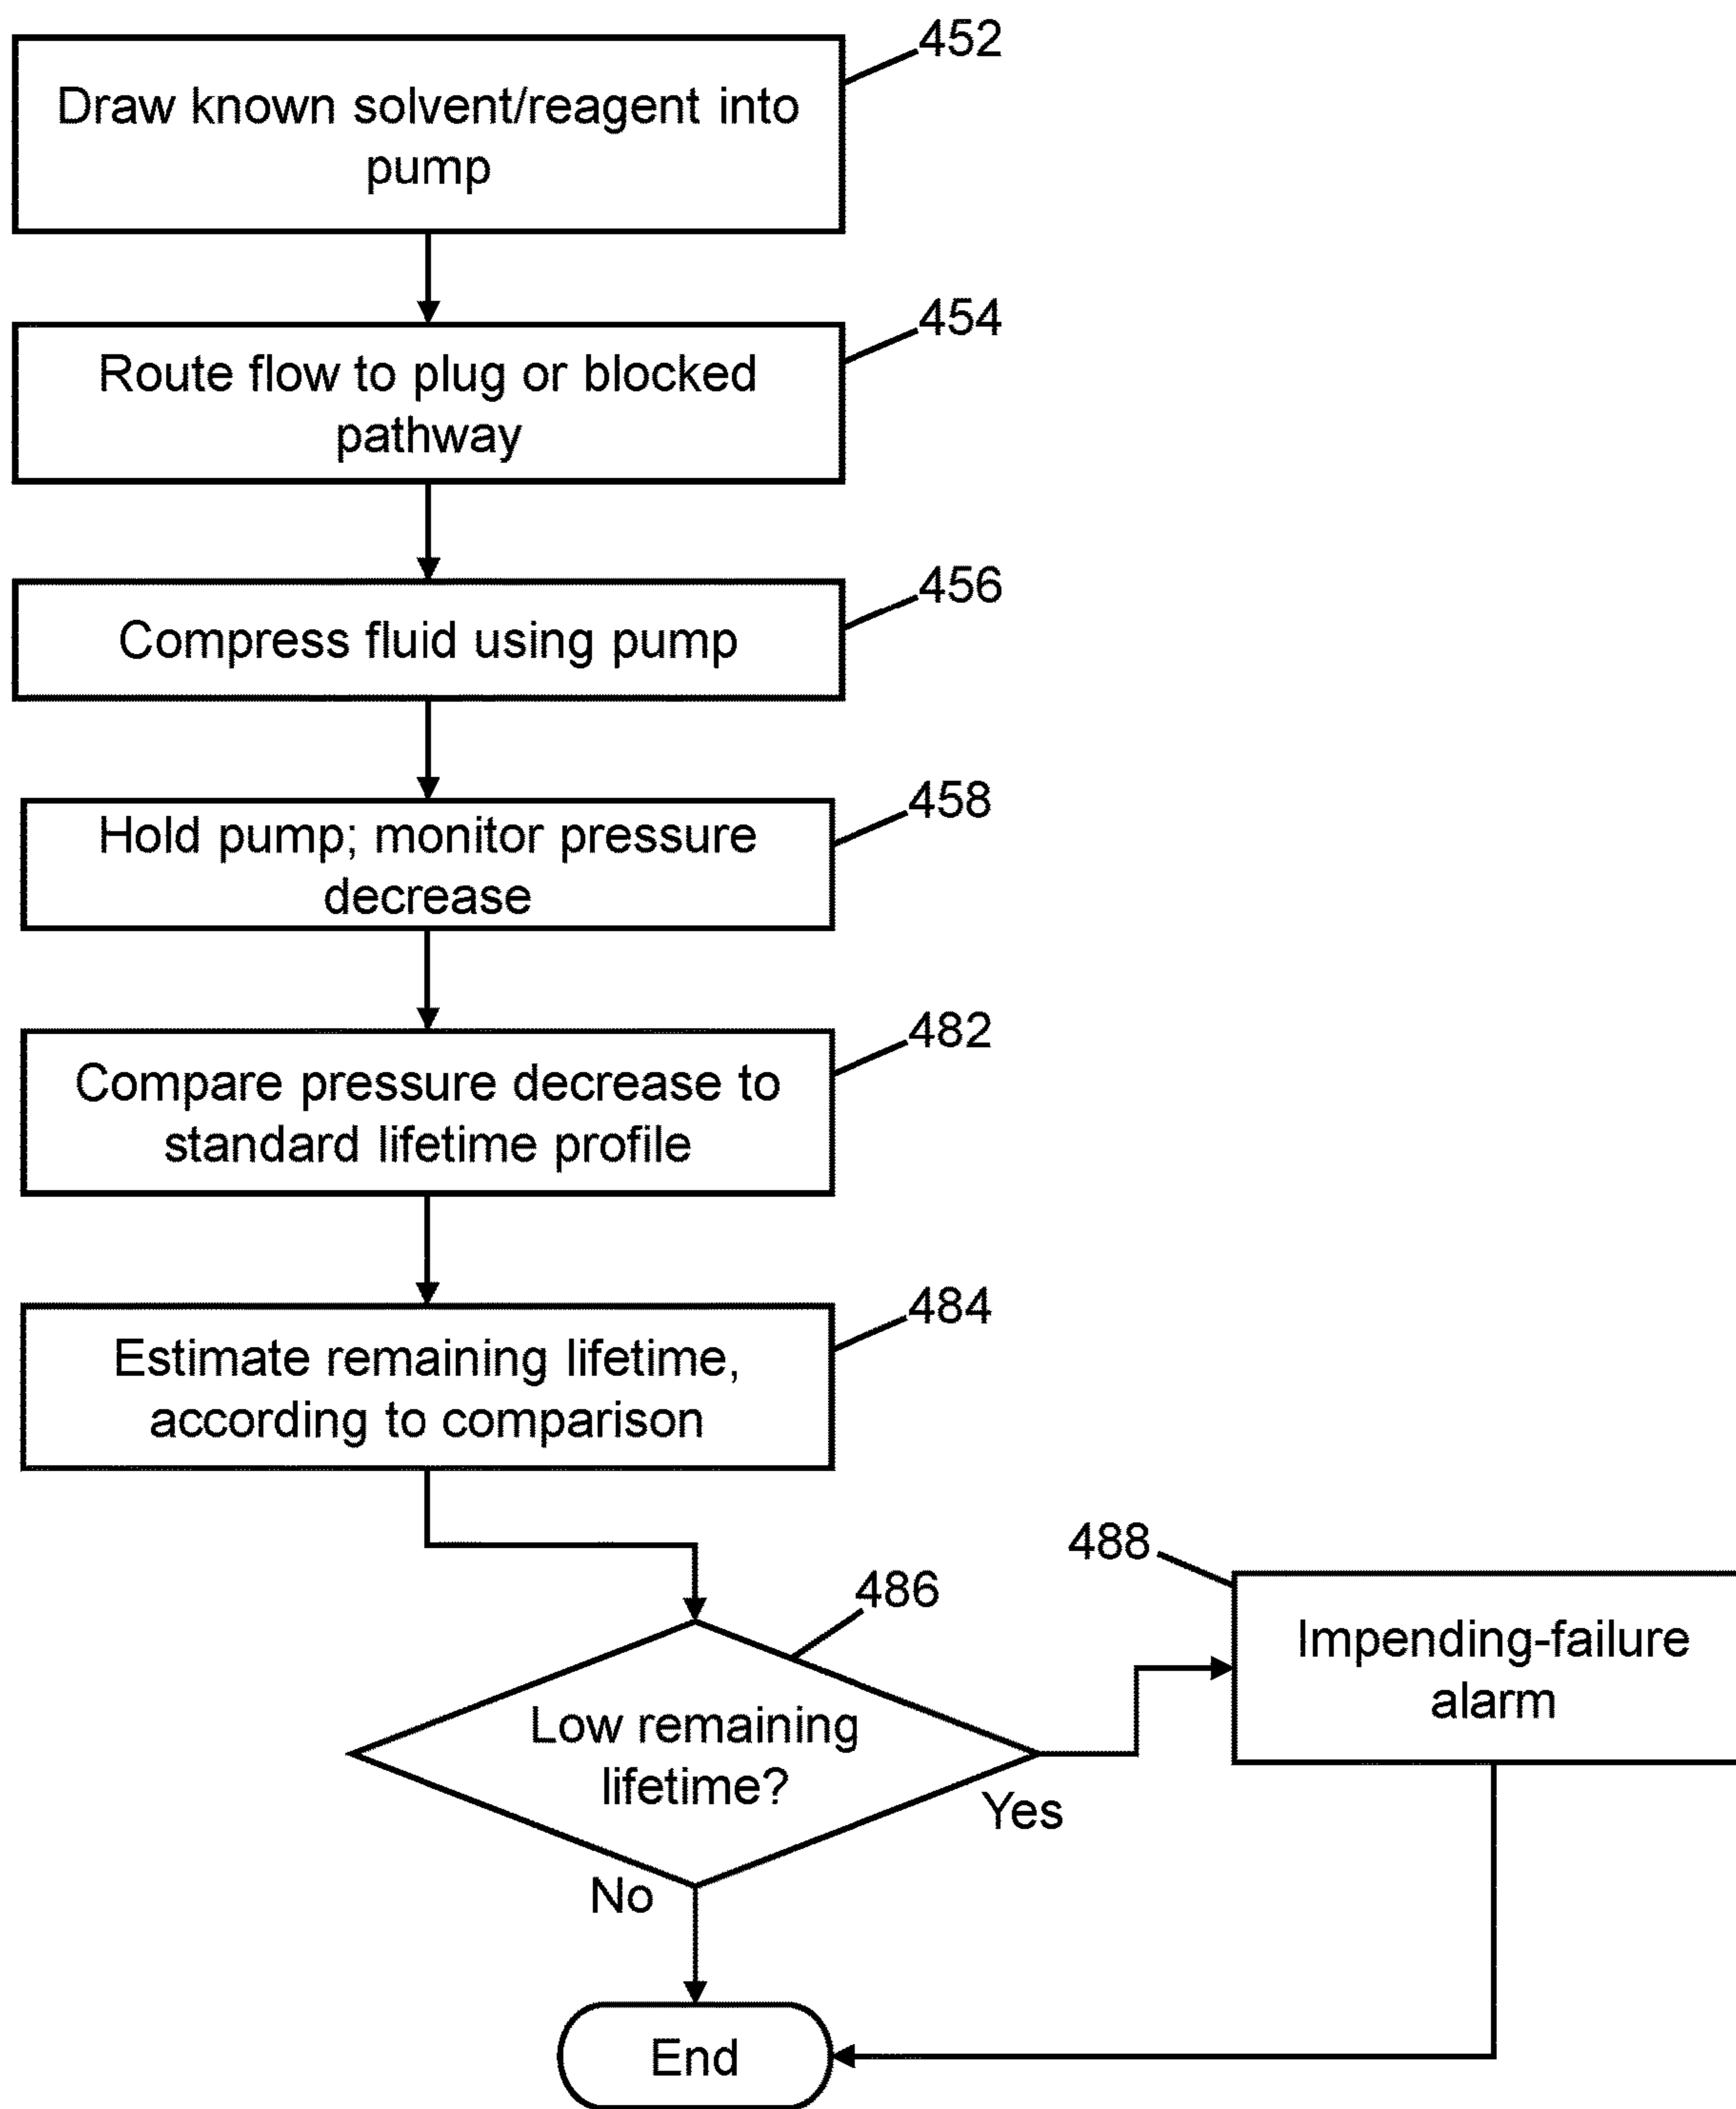 452
Draw known solvent/reagent into
pump
454
Route flow to plug or blocked
pathway
456
Compress fluid using pump
458
Hold pump; monitor pressure
decrease
482
Compare pressure decrease to
standard lifetime profile
484
Estimate remaining lifetime,
according to comparison
486
Low remaining
lifetime?
Yes
488
Impending-failure
alarm
No
End